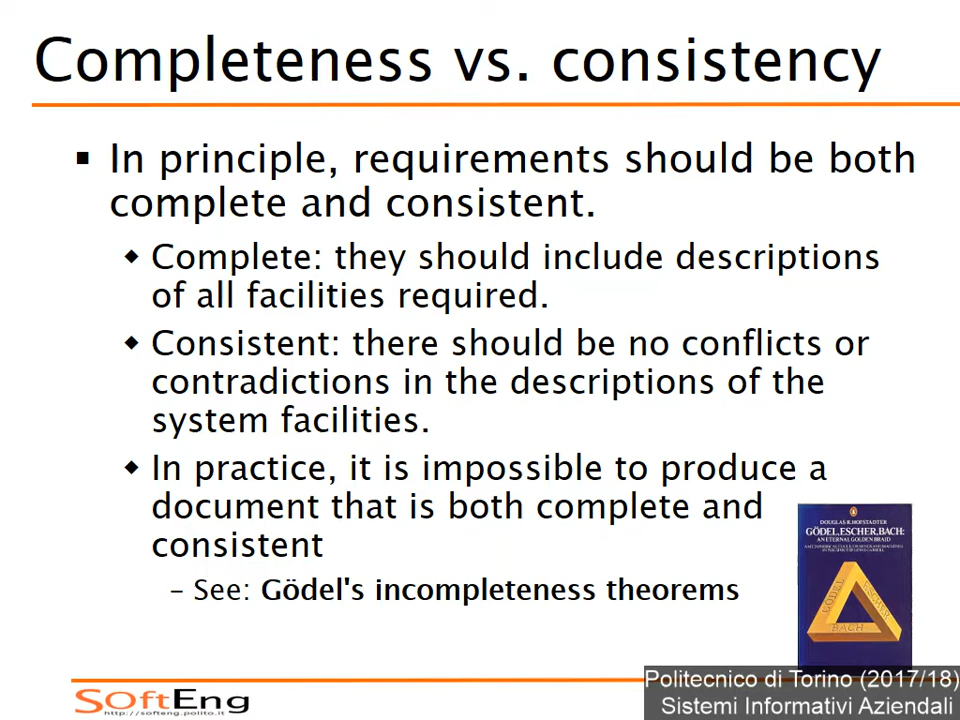 Completeness vs. consistency
▪ In principle, requirements should be both
complete and consistent.
◆ Complete: they should include descriptions
of all facilities required.
◆ Consistent: there should be no conflicts or
contradictions in the descriptions of the
system facilities.
◆ In practice, it is impossible to produce a
document that is both complete and
consistent
– See: Gödel's incompleteness theorems
DOUGLAS R. HOFSTADTER
GÖDEL, ESCHER, BACH:
AN ETERNAL GOLDEN BRAID
GÖDEL
ESCHER
BACH
Politecnico di Torino (2017/18)
Sistemi Informativi Aziendali
SOftEng
http://softeng.polito.it